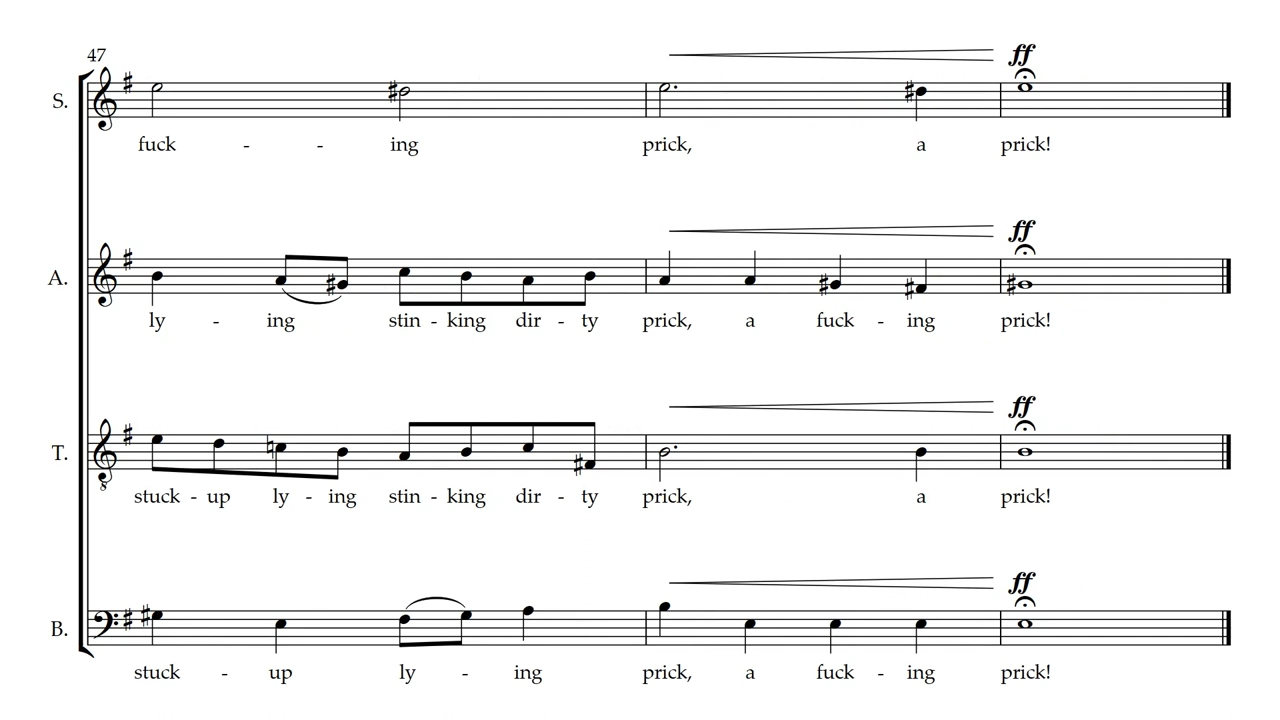 47
ff
S.
fuck - - ing prick, a prick!
ff
A.
ly - ing stin - king dir - ty prick, a fuck - ing prick!
ff
T.
8
stuck - up ly - ing stin - king dir - ty prick, a prick!
ff
B.
stuck - up ly - ing prick, a fuck - ing prick!